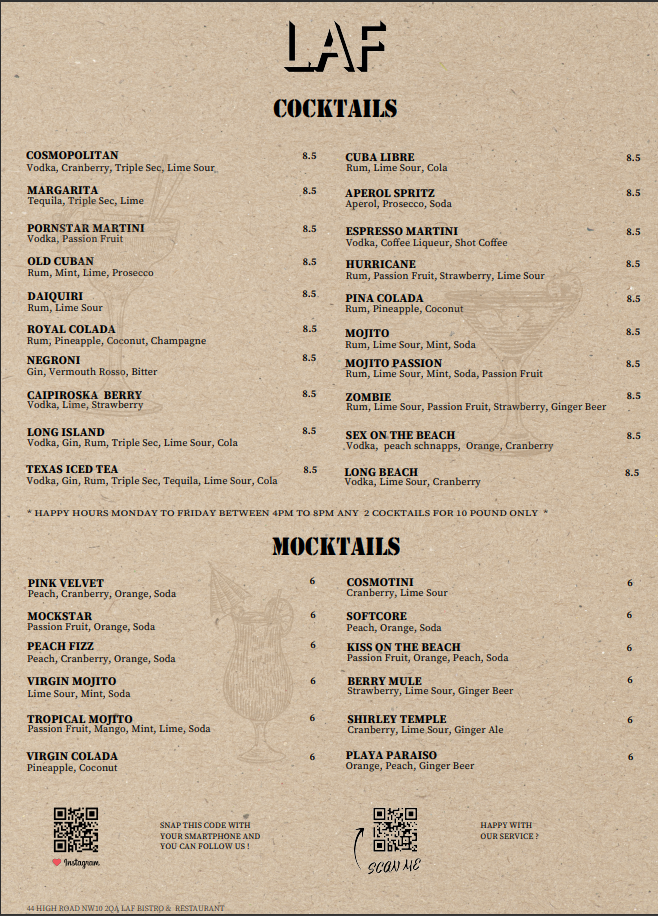 LAF
COCKTAILS
COSMOPOLITAN 8.5
Vodka, Cranberry, Triple Sec, Lime Sour
MARGARITA 8.5
Tequila, Triple Sec, Lime
PORNSTAR MARTINI 8.5
Vodka, Passion Fruit
OLD CUBAN 8.5
Rum, Mint, Lime, Prosecco
DAIQUIRI 8.5
Rum, Lime Sour
ROYAL COLADA 8.5
Rum, Pineapple, Coconut, Champagne
NEGRONI 8.5
Gin, Vermouth Rosso, Bitter
CAIPIROSKA BERRY 8.5
Vodka, Lime, Strawberry
LONG ISLAND 8.5
Vodka, Gin, Rum, Triple Sec, Lime Sour, Cola
TEXAS ICED TEA 8.5
Vodka, Gin, Rum, Triple Sec, Tequila, Lime Sour, Cola
CUBA LIBRE 8.5
Rum, Lime Sour, Cola
APEROL SPRITZ 8.5
Aperol, Prosecco, Soda
ESPRESSO MARTINI 8.5
Vodka, Coffee Liqueur, Shot Coffee
HURRICANE 8.5
Rum, Passion Fruit, Strawberry, Lime Sour
PINA COLADA 8.5
Rum, Pineapple, Coconut
MOJITO 8.5
Rum, Lime Sour, Mint, Soda
MOJITO PASSION 8.5
Rum, Lime Sour, Mint, Soda, Passion Fruit
ZOMBIE 8.5
Rum, Lime Sour, Passion Fruit, Strawberry, Ginger Beer
SEX ON THE BEACH 8.5
Vodka, peach schnapps, Orange, Cranberry
LONG BEACH 8.5
Vodka, Lime Sour, Cranberry
* HAPPY HOURS MONDAY TO FRIDAY BETWEEN 4PM TO 8PM ANY 2 COCKTAILS FOR 10 POUND ONLY *
MOCKTAILS
PINK VELVET 6
Peach, Cranberry, Orange, Soda
MOCKSTAR 6
Passion Fruit, Orange, Soda
PEACH FIZZ 6
Peach, Cranberry, Orange, Soda
VIRGIN MOJITO 6
Lime Sour, Mint, Soda
TROPICAL MOJITO 6
Passion Fruit, Mango, Mint, Lime, Soda
VIRGIN COLADA 6
Pineapple, Coconut
COSMOTINI 6
Cranberry, Lime Sour
SOFTCORE 6
Peach, Orange, Soda
KISS ON THE BEACH 6
Passion Fruit, Orange, Peach, Soda
BERRY MULE 6
Strawberry, Lime Sour, Ginger Beer
SHIRLEY TEMPLE 6
Cranberry, Lime Sour, Ginger Ale
PLAYA PARAISO 6
Orange, Peach, Ginger Beer
Instagram
SNAP THIS CODE WITH
YOUR SMARTPHONE AND
YOU CAN FOLLOW US !
SCAN ME
HAPPY WITH
OUR SERVICE ?
44 HIGH ROAD NW10 2QA LAF BISTRO & RESTAURANT